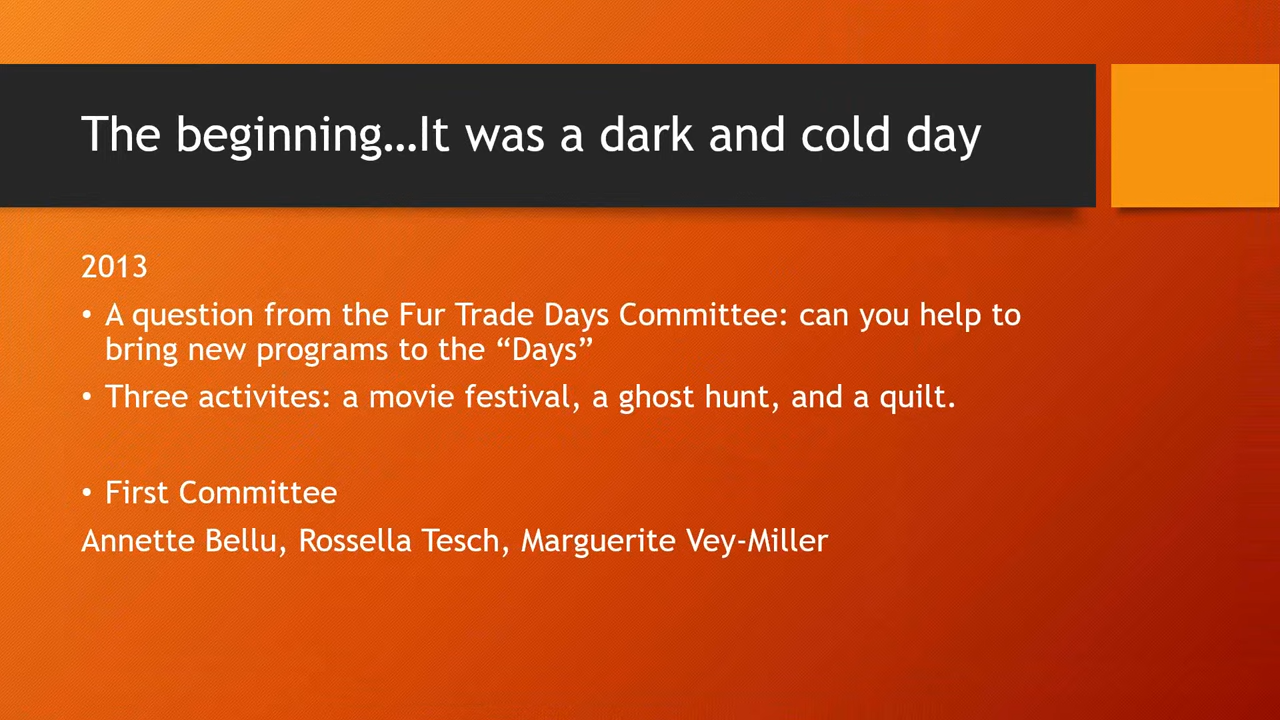 The beginning…It was a dark and cold day
2013
• A question from the Fur Trade Days Committee: can you help to
bring new programs to the “Days”
• Three activites: a movie festival, a ghost hunt, and a quilt.
• First Committee
Annette Bellu, Rossella Tesch, Marguerite Vey-Miller